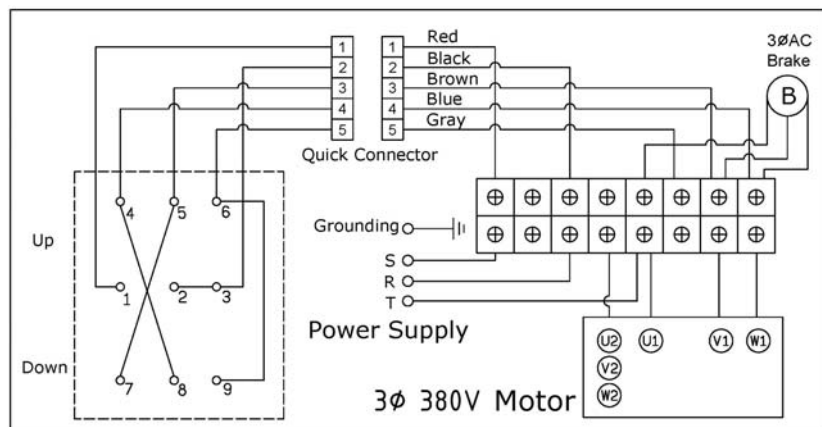 Red
Black
Brown
Blue
Gray
1
2
3
4
5
1
2
3
4
5
Quick Connector
3øAC
Brake
B
Up
Down
4
5
6
1
2
3
7
8
9
Grounding
S
R
T
Power Supply
U2
U1
V1
W1
V2
W2
3ø 380V Motor